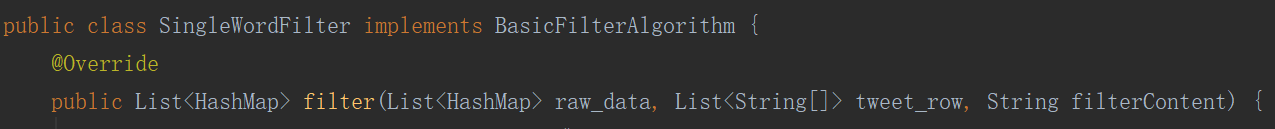 public class SingleWordFilter implements BasicFilterAlgorithm {
@Override
public List<HashMap> filter(List<HashMap> raw_data, List<String[]> tweet_row, String filterContent) {